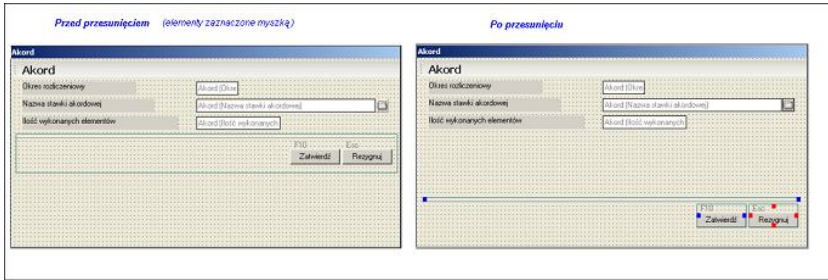 Przed przesunięciem (elementy zaznaczone myszką)
Akord
Akord
Okres rozliczeniowy Akord (Okre
Nazwa stawki akordowej Akord (Nazwa stawki akordowej)
Ilość wykonanych elementów Akord (Ilość wykonanych
F10 Esc
Zatwierdź Rezygnuj
Po przesunięciu
Akord
Akord
Okres rozliczeniowy Akord (Okre
Nazwa stawki akordowej Akord (Nazwa stawki akordowej)
Ilość wykonanych elementów Akord (Ilość wykonanych
F10 Esc
Zatwierdź Rezygnuj